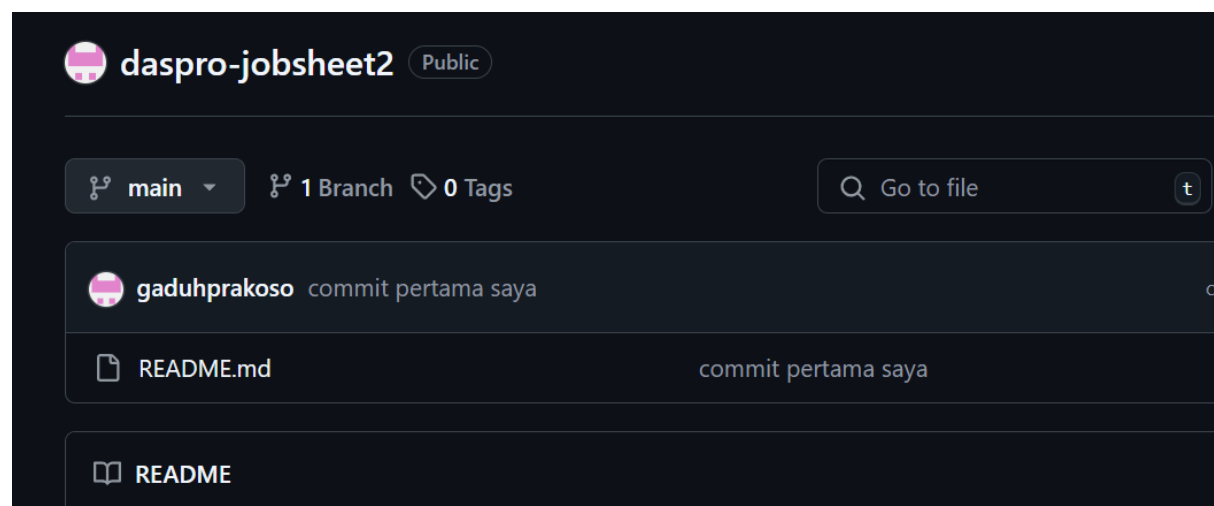 daspro-jobsheet2 Public
main 1 Branch 0 Tags Go to file t
gaduhprakoso commit pertama saya
README.md commit pertama saya
README